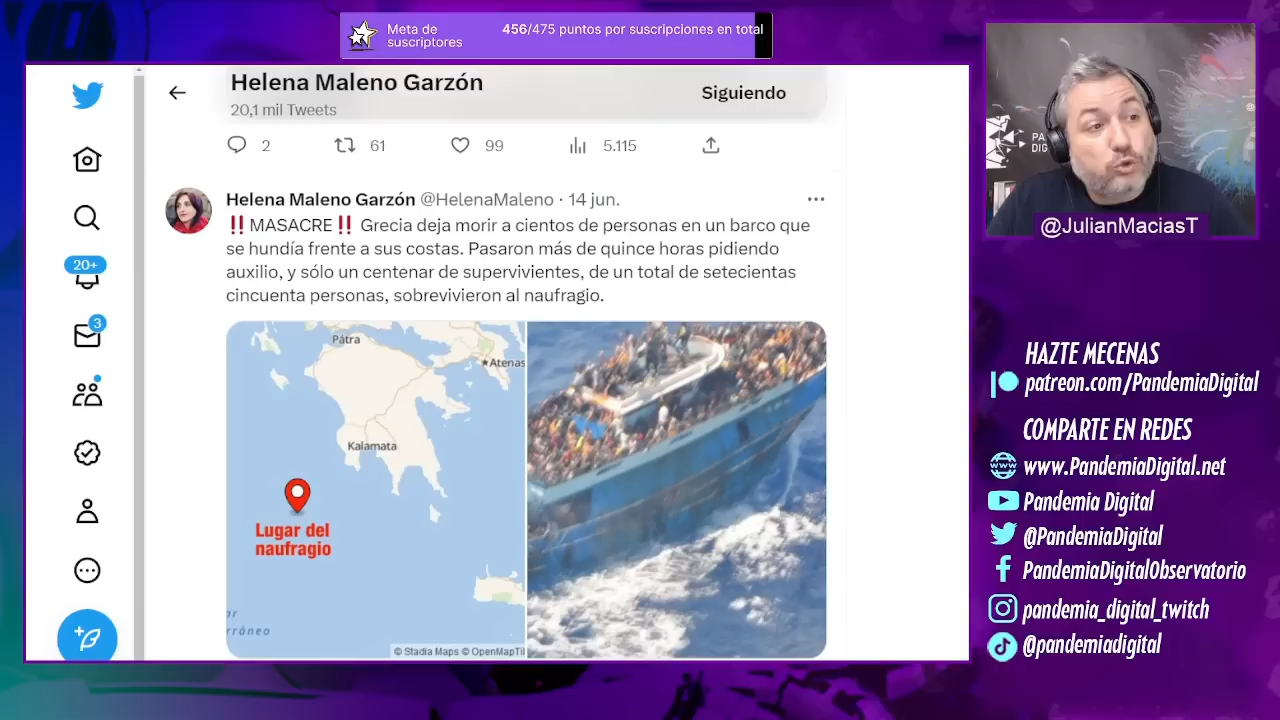 Meta de
suscriptores
456/475 puntos por suscripciones en total
Helena Maleno Garzón
20,1 mil Tweets
Siguiendo
2
61
99
5.115
Helena Maleno Garzón @HelenaMaleno · 14 jun.
‼️MASACRE‼️ Grecia deja morir a cientos de personas en un barco que
se hundía frente a sus costas. Pasaron más de quince horas pidiendo
auxilio, y sólo un centenar de supervivientes, de un total de setecientas
cincuenta personas, sobrevivieron al naufragio.
20+
3
Pátra
Atenas
Kalamata
Lugar del
naufragio
rráneo
© Stadia Maps © OpenMapTil
PA
DIG
@JulianMaciasT
HAZTE MECENAS
patreon.com/PandemiaDigital
COMPARTE EN REDES
www.PandemiaDigital.net
Pandemia Digital
@PandemiaDigital
PandemiaDigitalObservatorio
pandemia_digital_twitch
@pandemiadigital